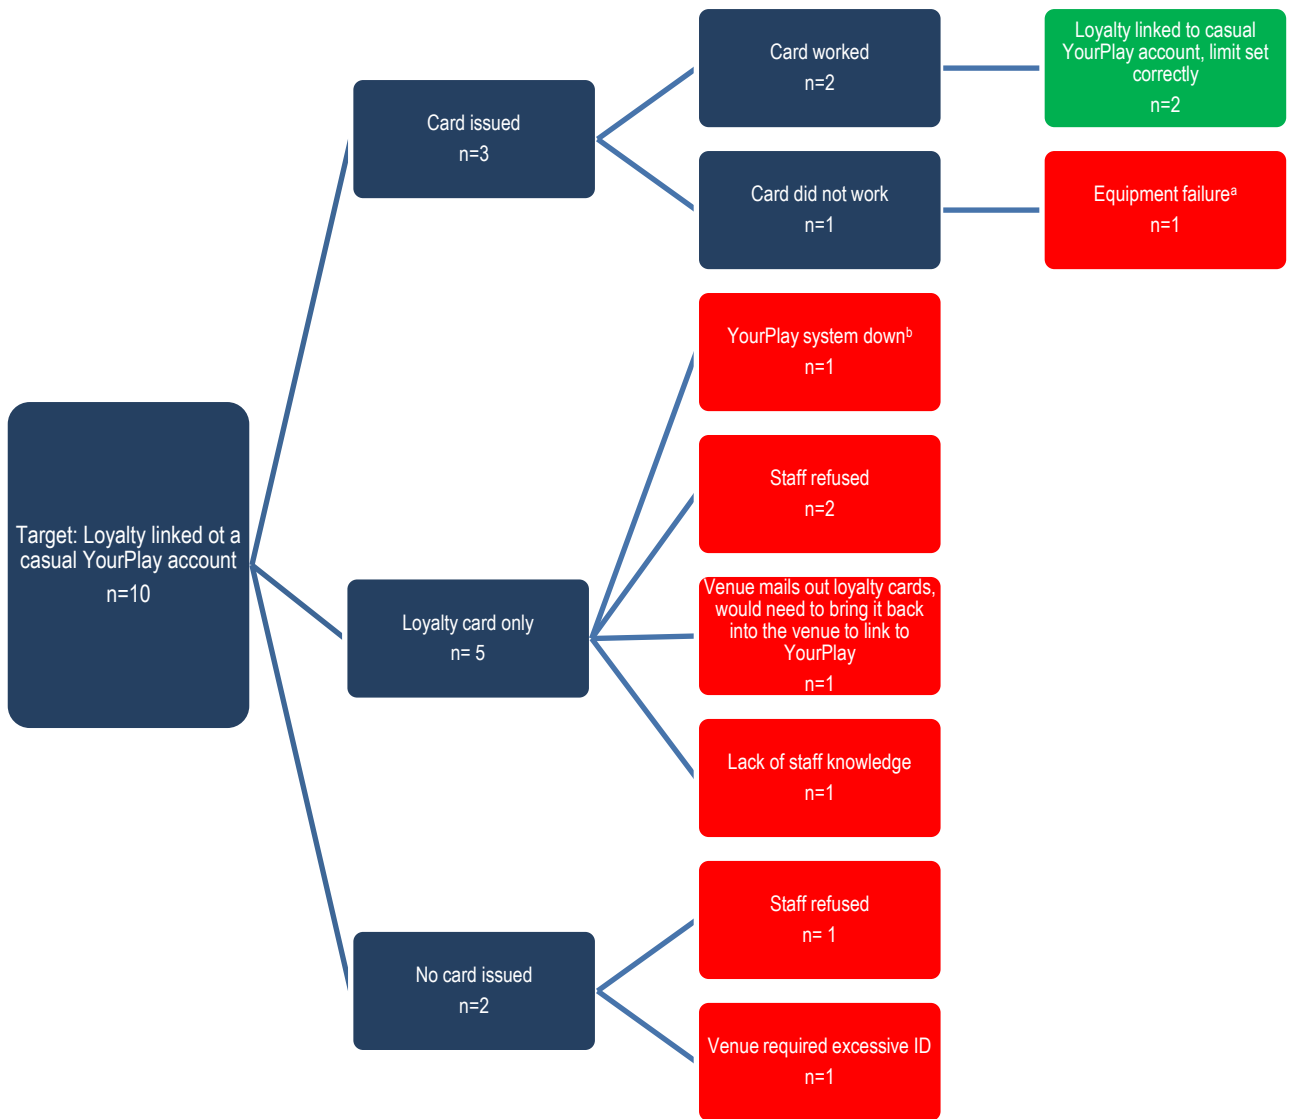 Target: Loyalty linked ot a
casual YourPlay account
n=10
Card issued
n=3
Card worked
n=2
Loyalty linked to casual
YourPlay account, limit set
correctly
n=2
Card did not work
n=1
Equipment failureᵃ
n=1
Loyalty card only
n= 5
YourPlay system downᵇ
n=1
Staff refused
n=2
Venue mails out loyalty cards,
would need to bring it back
into the venue to link to
YourPlay
n=1
Lack of staff knowledge
n=1
No card issued
n=2
Staff refused
n= 1
Venue required excessive ID
n=1